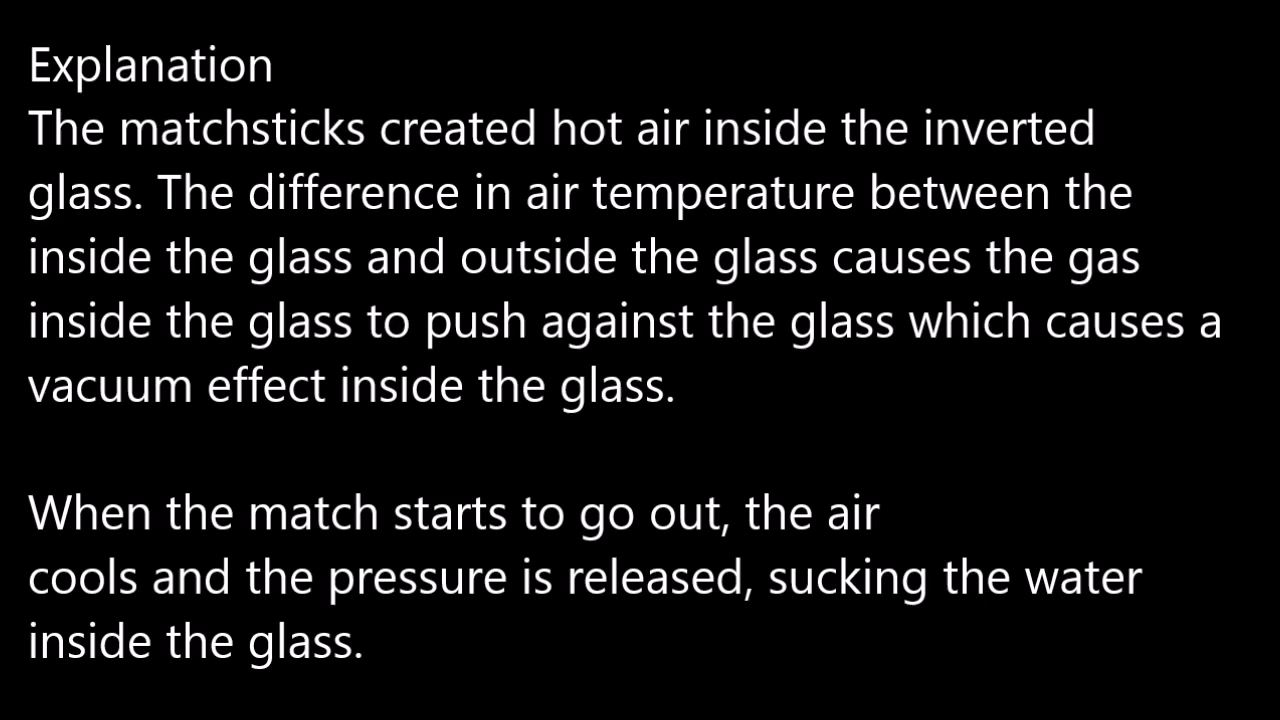 Explanation
The matchsticks created hot air inside the inverted
glass. The difference in air temperature between the
inside the glass and outside the glass causes the gas
inside the glass to push against the glass which causes a
vacuum effect inside the glass.
When the match starts to go out, the air
cools and the pressure is released, sucking the water
inside the glass.